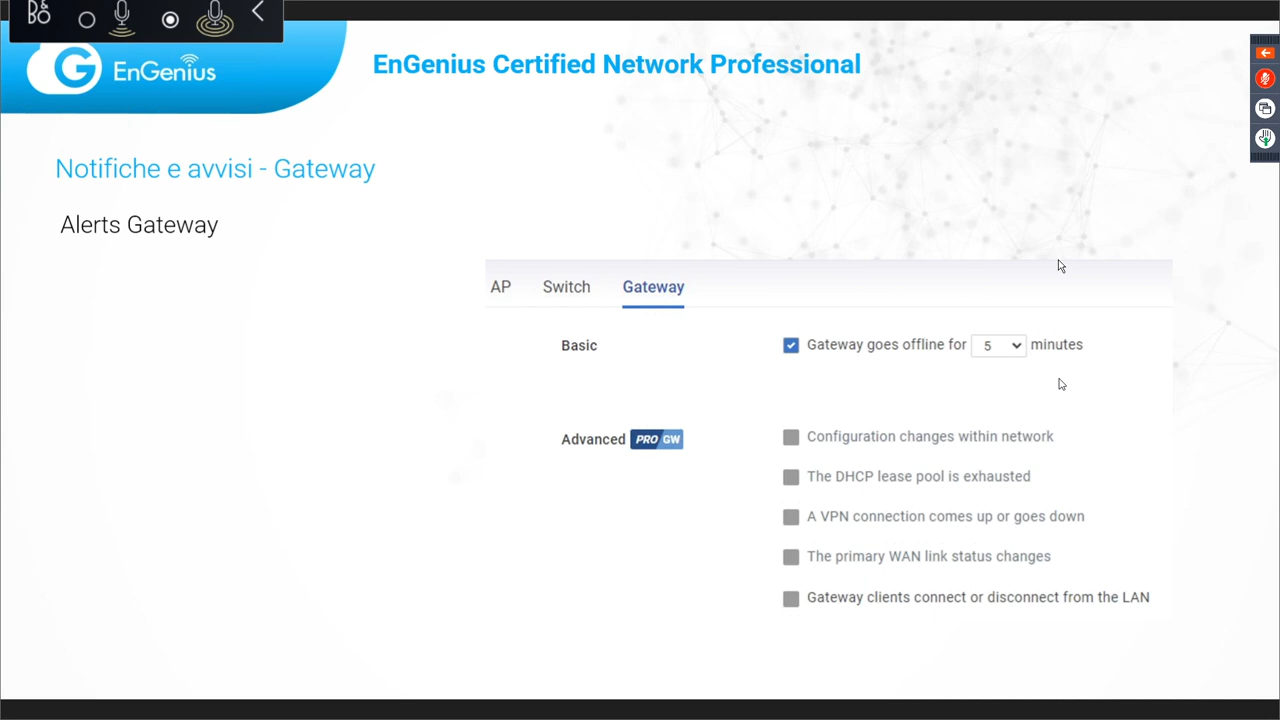 B&O
EnGenius
EnGenius Certified Network Professional
Notifiche e avvisi - Gateway
Alerts Gateway
AP Switch Gateway
Basic
Gateway goes offline for 5 minutes
Advanced PRO GW
Configuration changes within network
The DHCP lease pool is exhausted
A VPN connection comes up or goes down
The primary WAN link status changes
Gateway clients connect or disconnect from the LAN